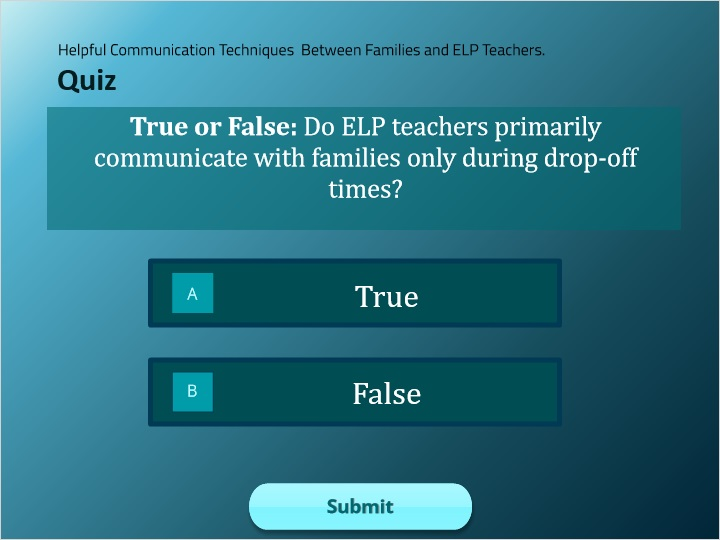 Helpful Communication Techniques  Between Families and ELP Teachers.
Quiz
True or False: Do ELP teachers primarily
communicate with families only during drop-off
times?
A
True
B
False
Submit